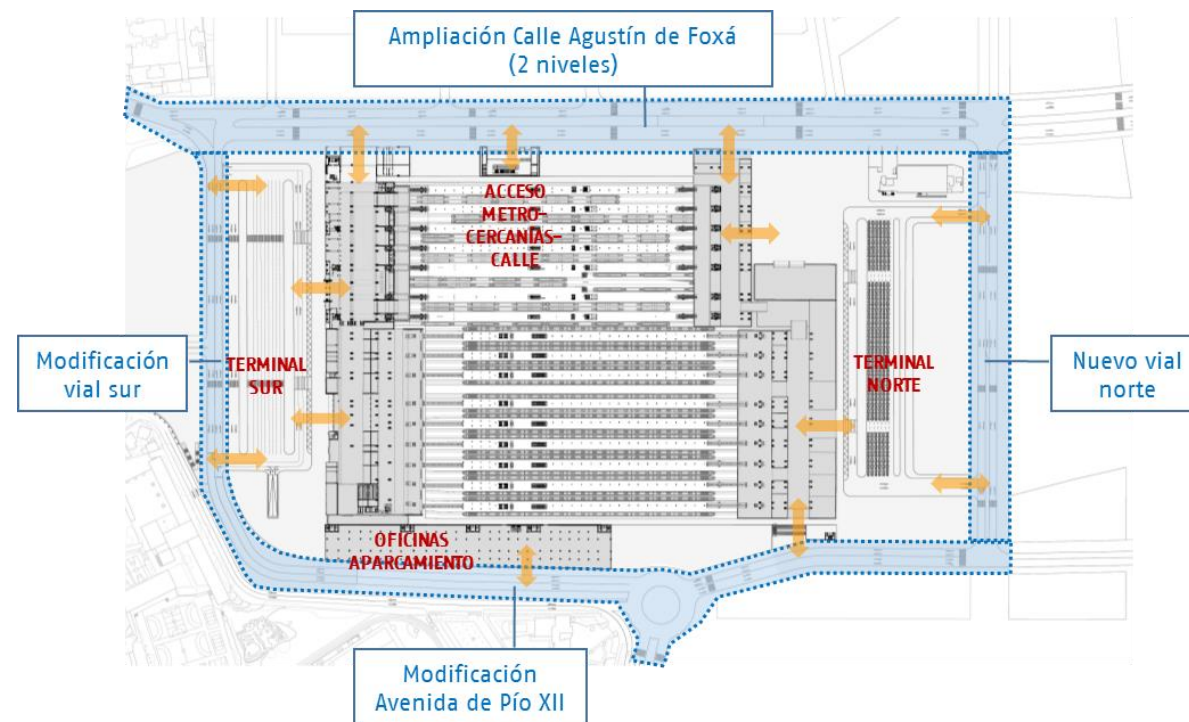 Ampliación Calle Agustín de Foxá
(2 niveles)
ACCESO
METRO-
CERCANÍAS-
CALLE
Modificación
vial sur
TERMINAL
SUR
TERMINAL
NORTE
Nuevo vial
norte
OFICINAS
APARCAMIENTO
Modificación
Avenida de Pío XII